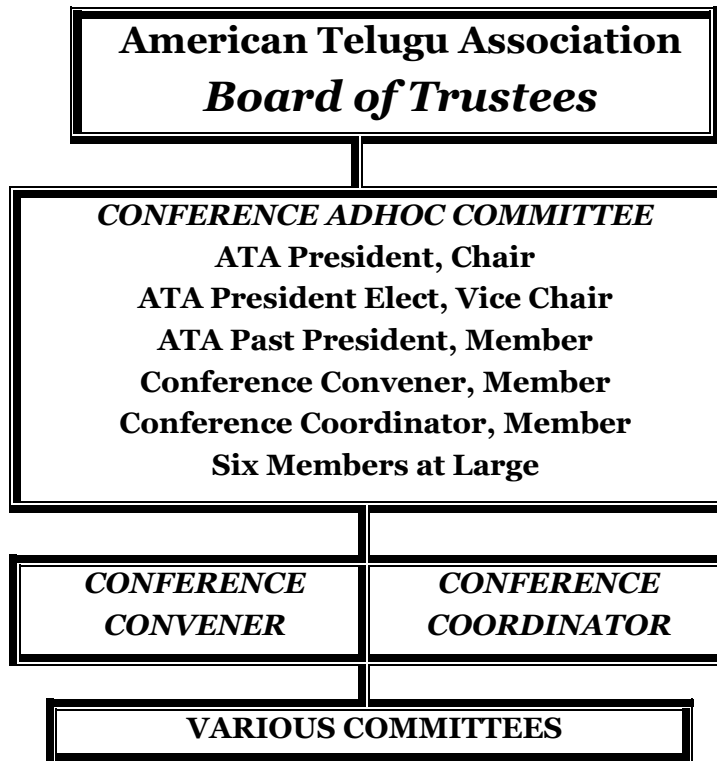 American Telugu Association
Board of Trustees
CONFERENCE ADHOC COMMITTEE
ATA President, Chair
ATA President Elect, Vice Chair
ATA Past President, Member
Conference Convener, Member
Conference Coordinator, Member
Six Members at Large
CONFERENCE
CONVENER
CONFERENCE
COORDINATOR
VARIOUS COMMITTEES